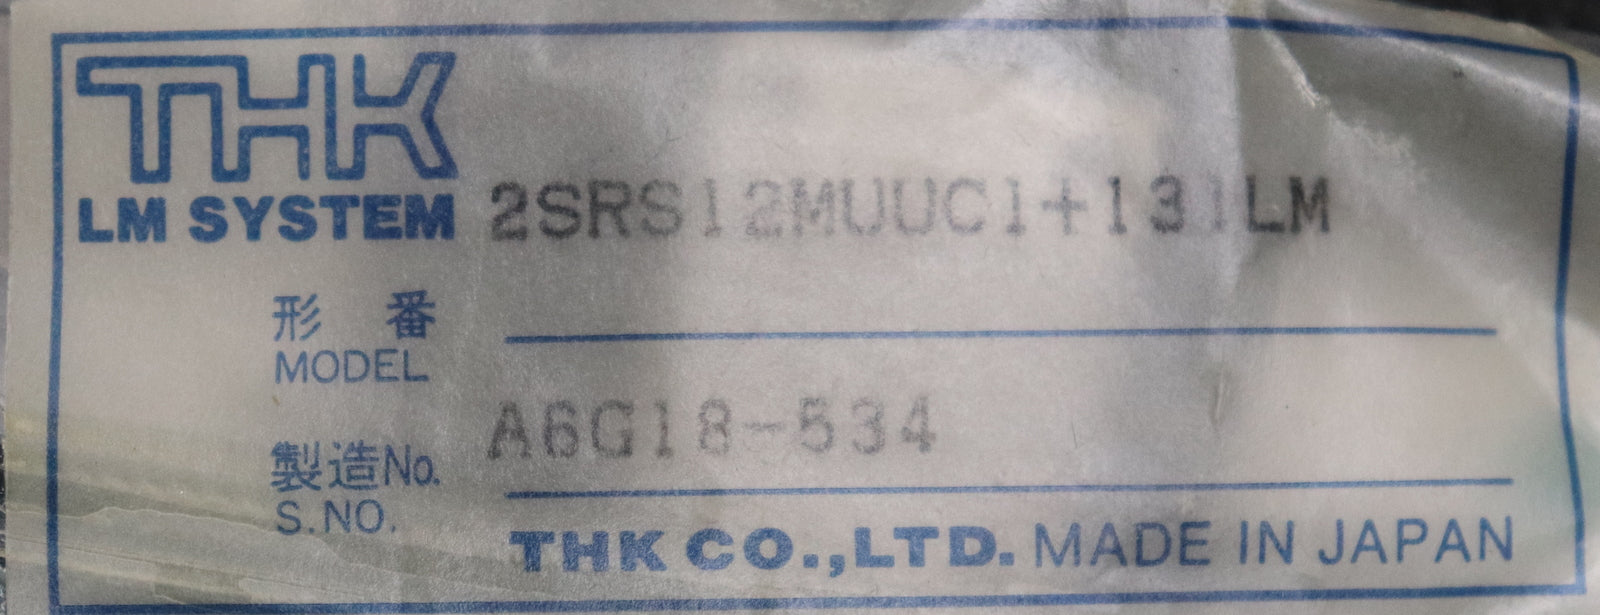 THK
LM SYSTEM
2SRS12MUUC1+131LM
形 番
MODEL
A6G18-534
製造No.
S.NO.
THK CO.,LTD. MADE IN JAPAN